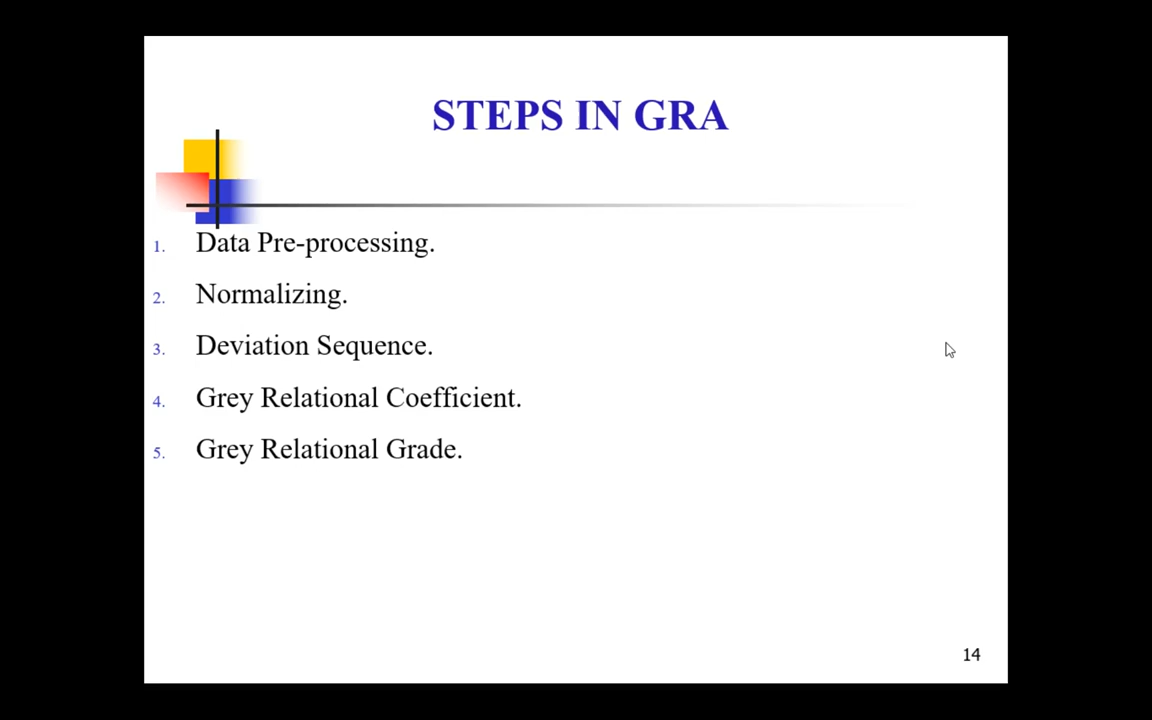 STEPS IN GRA
1. Data Pre-processing.
2. Normalizing.
3. Deviation Sequence.
4. Grey Relational Coefficient.
5. Grey Relational Grade.
14